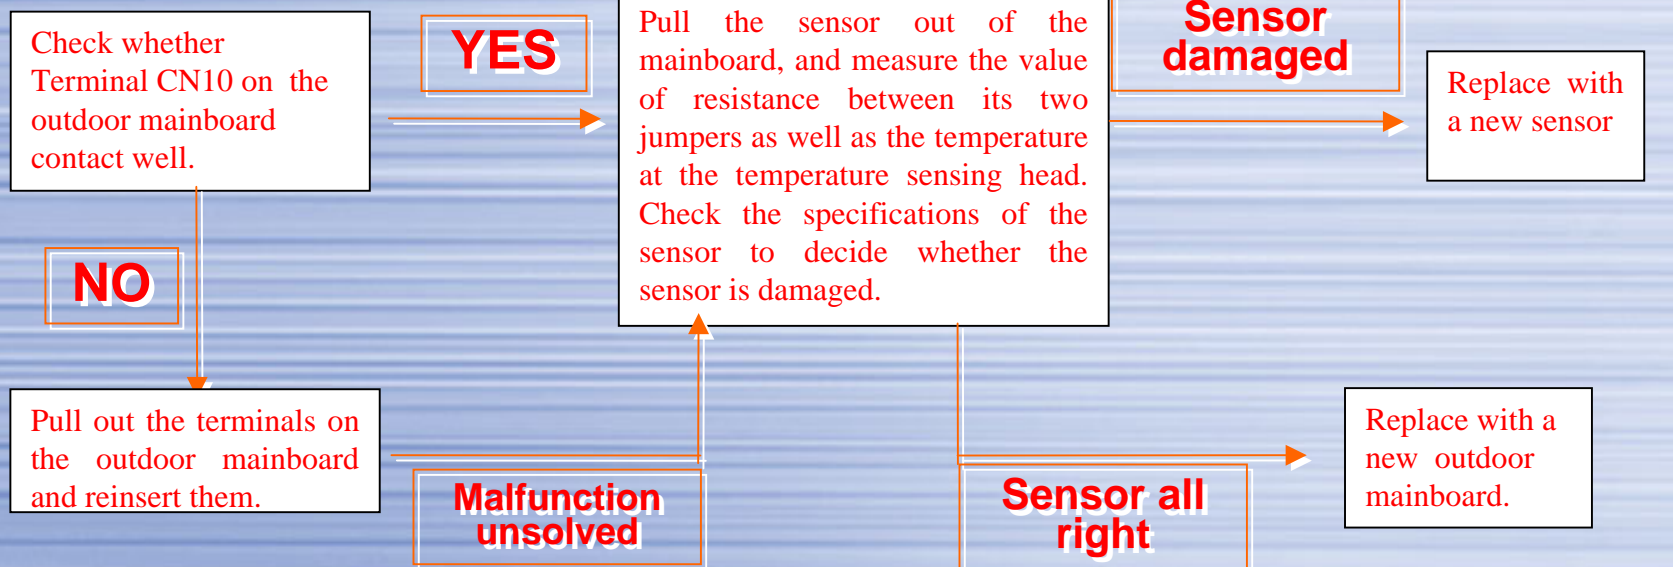 Check whether
Terminal CN10 on the
outdoor mainboard
contact well.
YES
Pull the sensor out of the
mainboard, and measure the value
of resistance between its two
jumpers as well as the temperature
at the temperature sensing head.
Check the specifications of the
sensor to decide whether the
sensor is damaged.
Sensor
damaged
Replace with
a new sensor
NO
Pull out the terminals on
the outdoor mainboard
and reinsert them.
Malfunction
unsolved
Sensor all
right
Replace with a
new outdoor
mainboard.